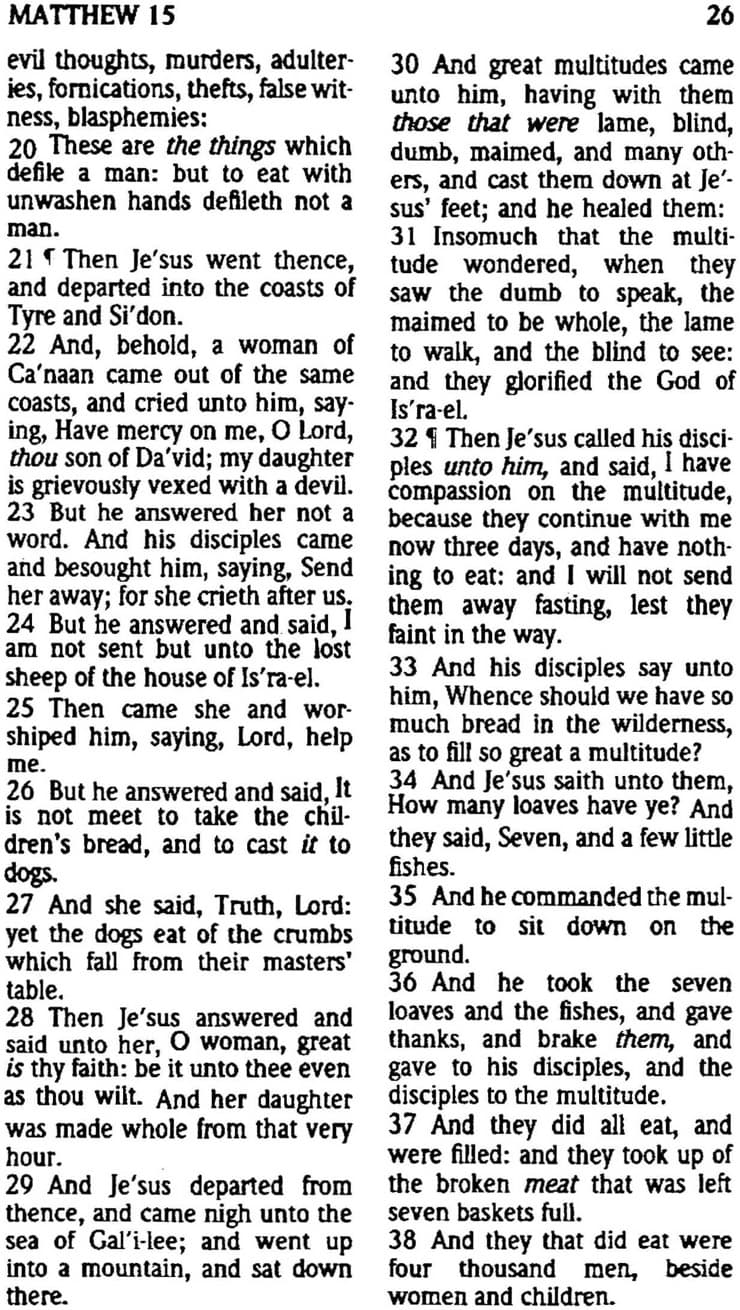 MATTHEW 15 26
evil thoughts, murders, adulter-
ies, fornications, thefts, false wit-
ness, blasphemies:
20 These are the things which
defile a man: but to eat with
unwashen hands defileth not a
man.
21 ¶ Then Je′sus went thence,
and departed into the coasts of
Tyre and Si′don.
22 And, behold, a woman of
Ca′naan came out of the same
coasts, and cried unto him, say-
ing, Have mercy on me, O Lord,
thou son of Da′vid; my daughter
is grievously vexed with a devil.
23 But he answered her not a
word. And his disciples came
and besought him, saying, Send
her away; for she crieth after us.
24 But he answered and said, I
am not sent but unto the lost
sheep of the house of Is′ra-el.
25 Then came she and wor-
shiped him, saying, Lord, help
me.
26 But he answered and said, It
is not meet to take the chil-
dren's bread, and to cast it to
dogs.
27 And she said, Truth, Lord:
yet the dogs eat of the crumbs
which fall from their masters'
table.
28 Then Je′sus answered and
said unto her, O woman, great
is thy faith: be it unto thee even
as thou wilt. And her daughter
was made whole from that very
hour.
29 And Je′sus departed from
thence, and came nigh unto the
sea of Gal′i-lee; and went up
into a mountain, and sat down
there.
30 And great multitudes came
unto him, having with them
those that were lame, blind,
dumb, maimed, and many oth-
ers, and cast them down at Je′-
sus' feet; and he healed them:
31 Insomuch that the multi-
tude wondered, when they
saw the dumb to speak, the
maimed to be whole, the lame
to walk, and the blind to see:
and they glorified the God of
Is′ra-el.
32 ¶ Then Je′sus called his disci-
ples unto him, and said, I have
compassion on the multitude,
because they continue with me
now three days, and have noth-
ing to eat: and I will not send
them away fasting, lest they
faint in the way.
33 And his disciples say unto
him, Whence should we have so
much bread in the wilderness,
as to fill so great a multitude?
34 And Je′sus saith unto them,
How many loaves have ye? And
they said, Seven, and a few little
fishes.
35 And he commanded the mul-
titude to sit down on the
ground.
36 And he took the seven
loaves and the fishes, and gave
thanks, and brake them, and
gave to his disciples, and the
disciples to the multitude.
37 And they did all eat, and
were filled: and they took up of
the broken meat that was left
seven baskets full.
38 And they that did eat were
four thousand men, beside
women and children.